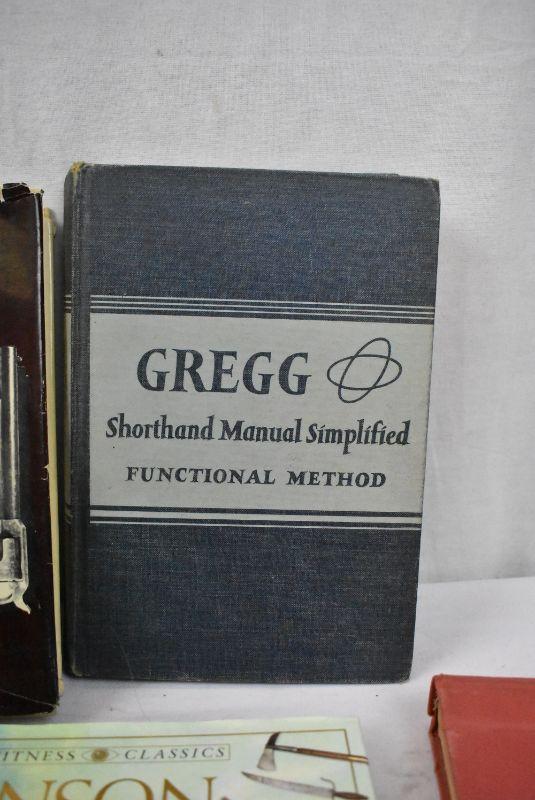 GREGG
Shorthand Manual Simplified
FUNCTIONAL METHOD
CLASSICS